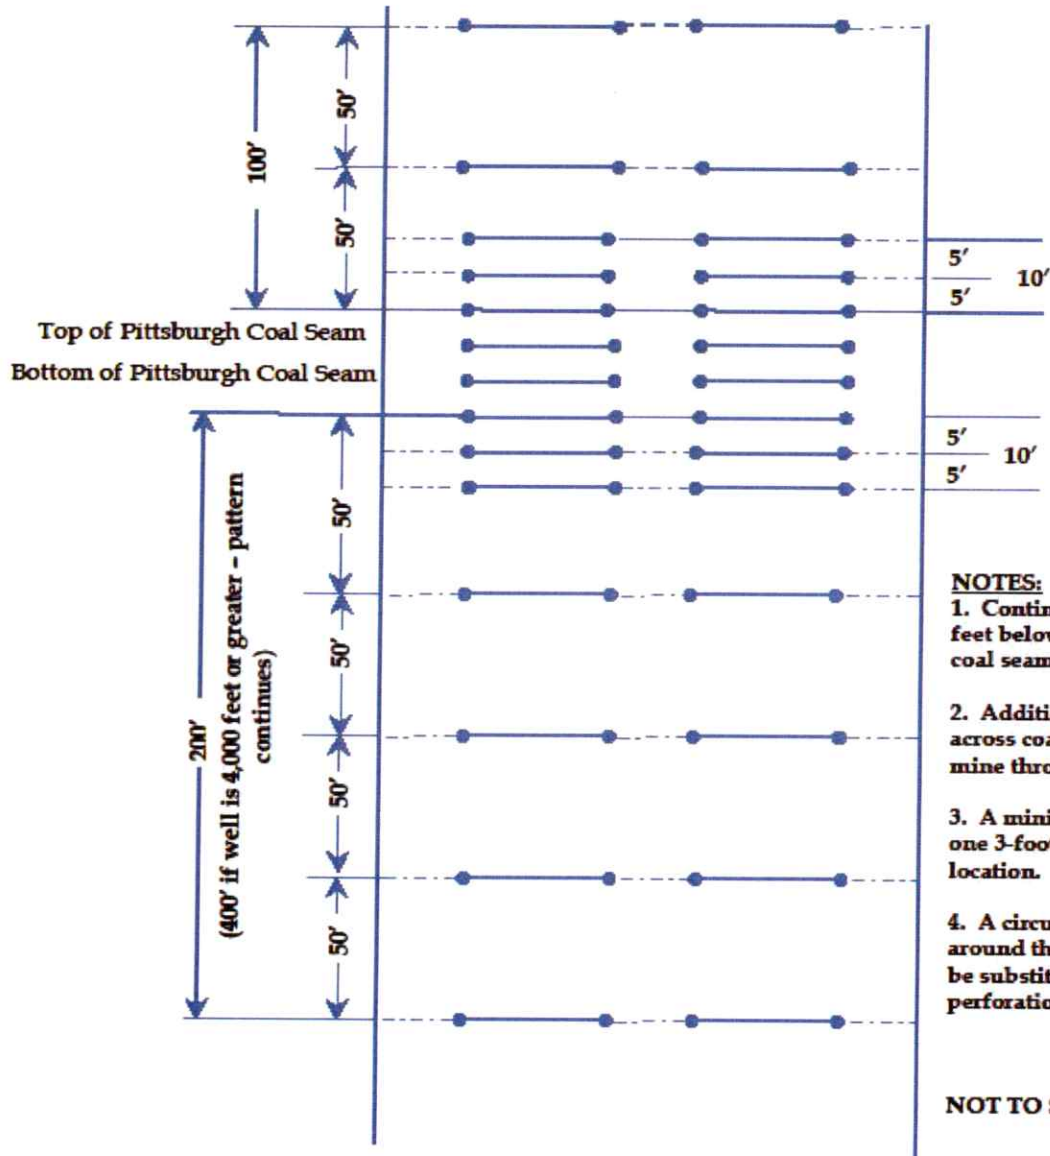 100'
50'
50'
5'
10'
5'
Top of Pittsburgh Coal Seam
Bottom of Pittsburgh Coal Seam
5'
10'
5'
200'
(400' if well is 4,000 feet or greater – pattern
continues)
50'
50'
50'
50'
NOTES:
1. Contin
feet below
coal seam
2. Additi
across coa
mine thro
3. A mini
one 3-foot
location.
4. A circu
around th
be substit
perforatio
NOT TO S